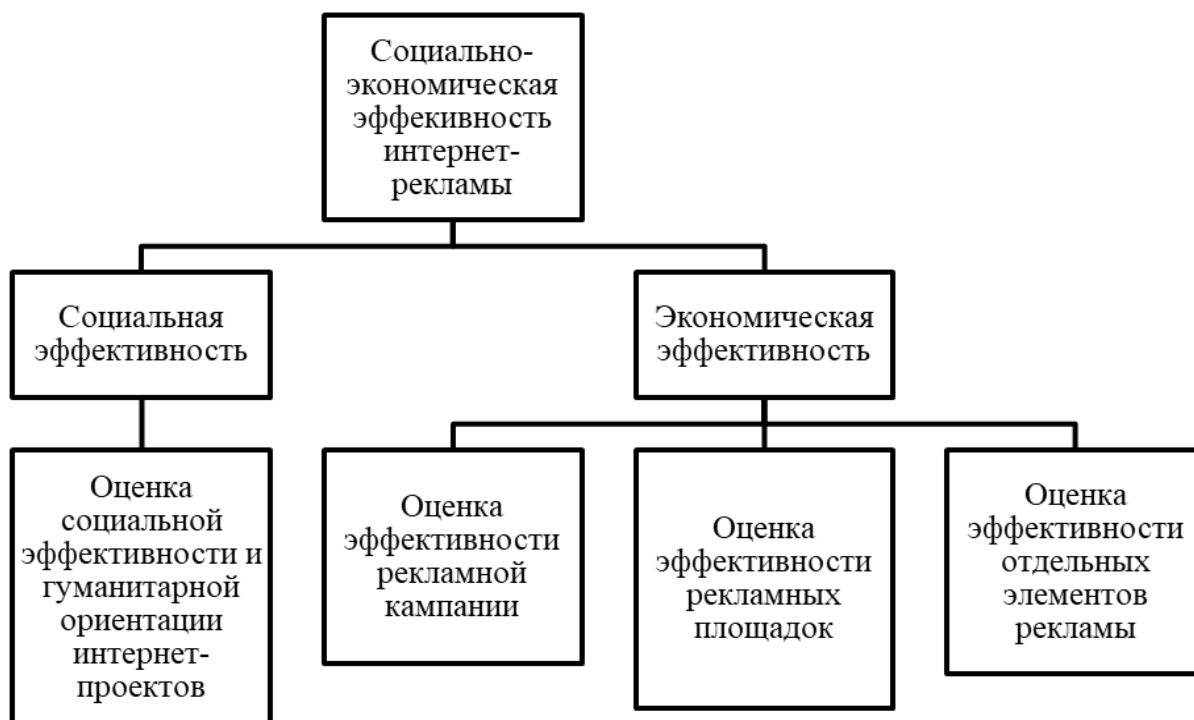 Социально-
экономическая
эффекивность
интернет-
рекламы
Социальная
эффективность
Экономическая
эффективность
Оценка
социальной
эффективности и
гуманитарной
ориентации
интернет-
проектов
Оценка
эффективности
рекламной
кампании
Оценка
эффективности
рекламных
площадок
Оценка
эффективности
отдельных
элементов
рекламы